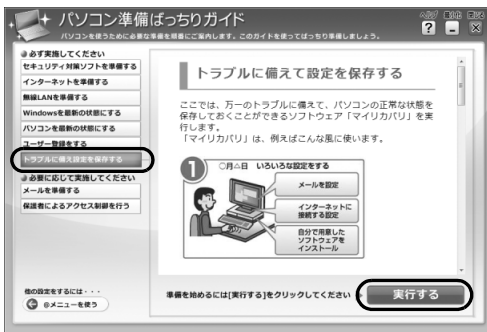 パソコン準備ばっちりガイド
ヘルプ 最小化 閉じる
パソコンを使うために必要な準備を順番にご案内します。このガイドを使ってばっちり準備しましょう。
必ず実施してください
セキュリティ対策ソフトを準備する
インターネットを準備する
無線LANを準備する
Windowsを最新の状態にする
パソコンを最新の状態にする
ユーザー登録をする
トラブルに備え設定を保存する
必要に応じて実施してください
メールを準備する
保護者によるアクセス制御を行う
他の設定をするには・・・
@メニューを使う
トラブルに備えて設定を保存する
ここでは、万一のトラブルに備えて、パソコンの正常な状態を
保存しておくことができるソフトウェア「マイリカバリ」を実
行します。
「マイリカバリ」は、例えばこんな風に使います。
1 ○月△日 いろいろな設定をする
メールを設定
インターネットに
接続する設定
自分で用意した
ソフトウェアを
インストール
準備を始めるには[実行する]をクリックしてください
実行する